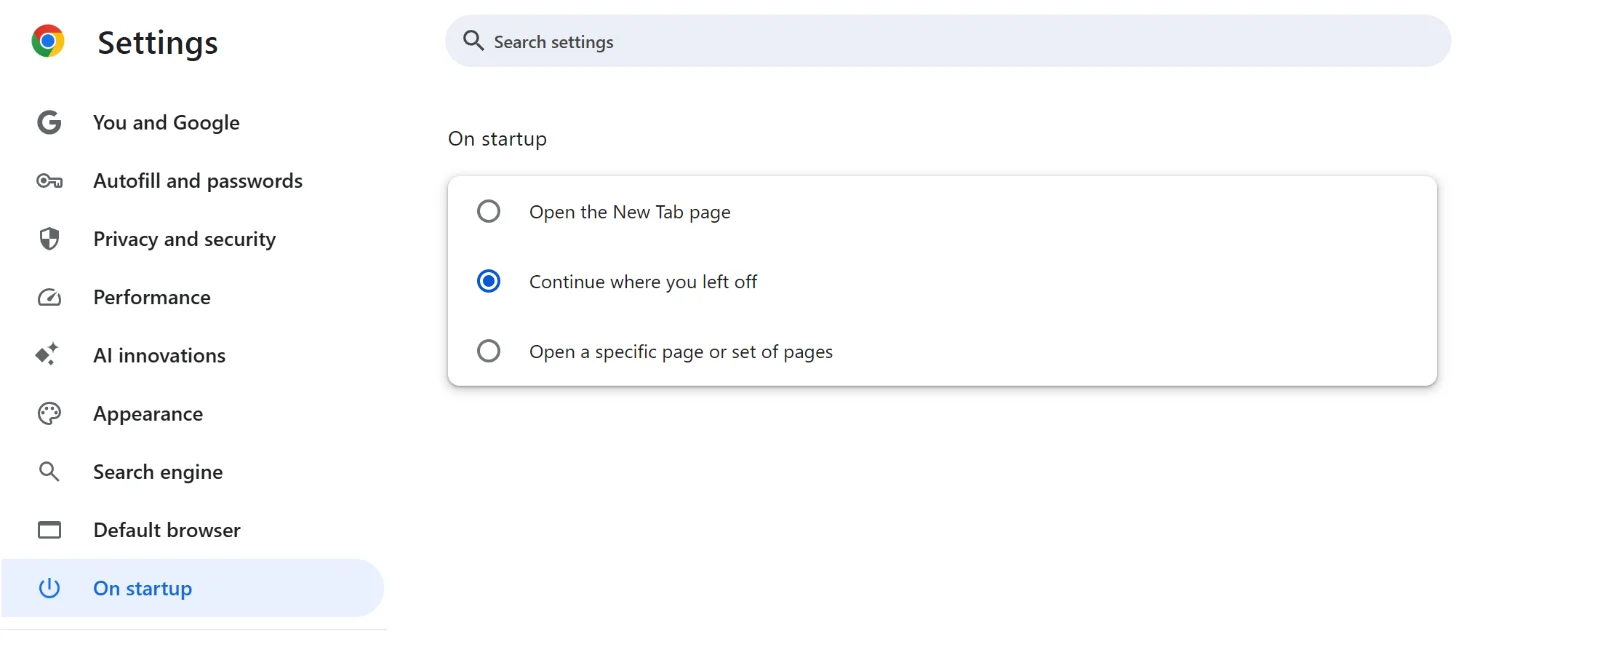 Settings
Search settings
You and Google
Autofill and passwords
Privacy and security
Performance
AI innovations
Appearance
Search engine
Default browser
On startup
On startup
Open the New Tab page
Continue where you left off
Open a specific page or set of pages